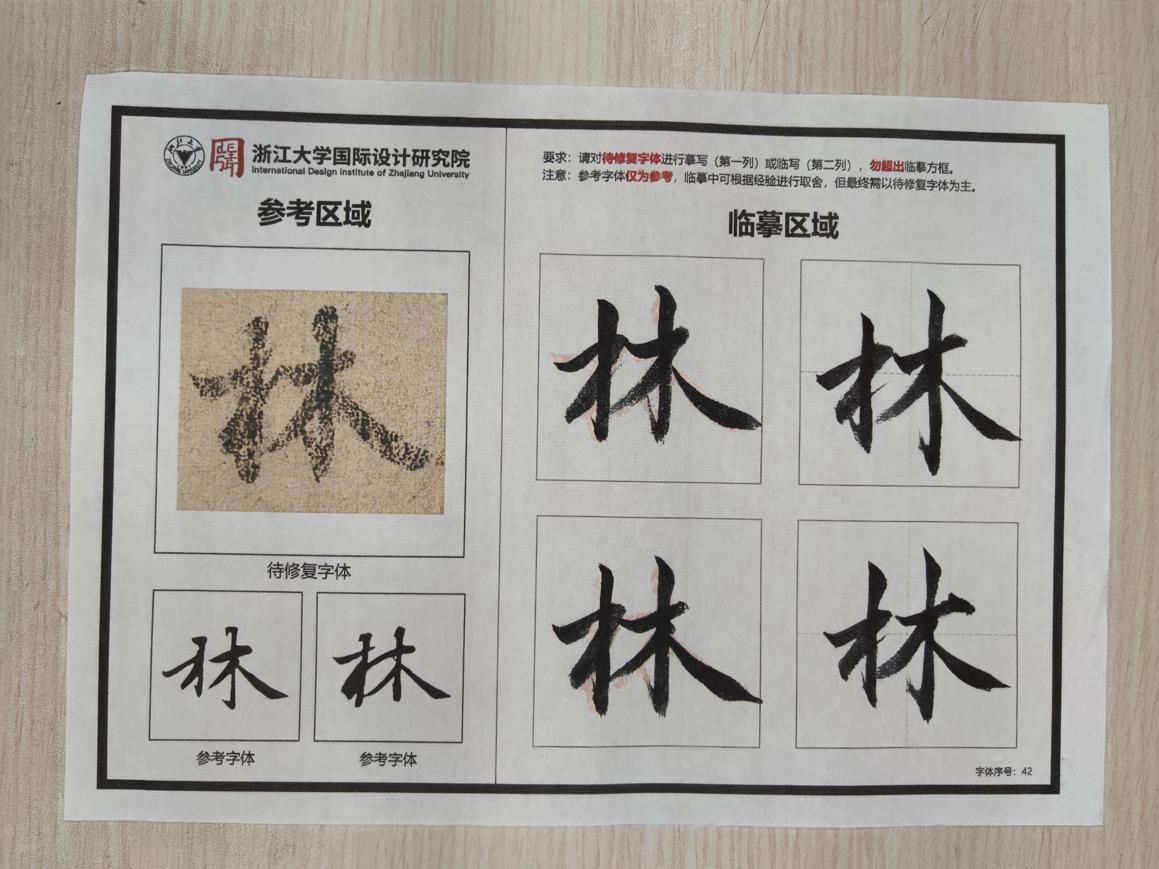 浙江大学国际设计研究院
International Design Institute of Zhejiang University
参考区域
林
待修复字体
林
林
参考字体
参考字体
要求：请对待修复字体进行摹写（第一列）或临写（第二列），勿超出临摹方框。
注意：参考字体仅为参考，临摹中可根据经验进行取舍，但最终需以待修复字体为主。
临摹区域
林
林
林
林
字体序号：42